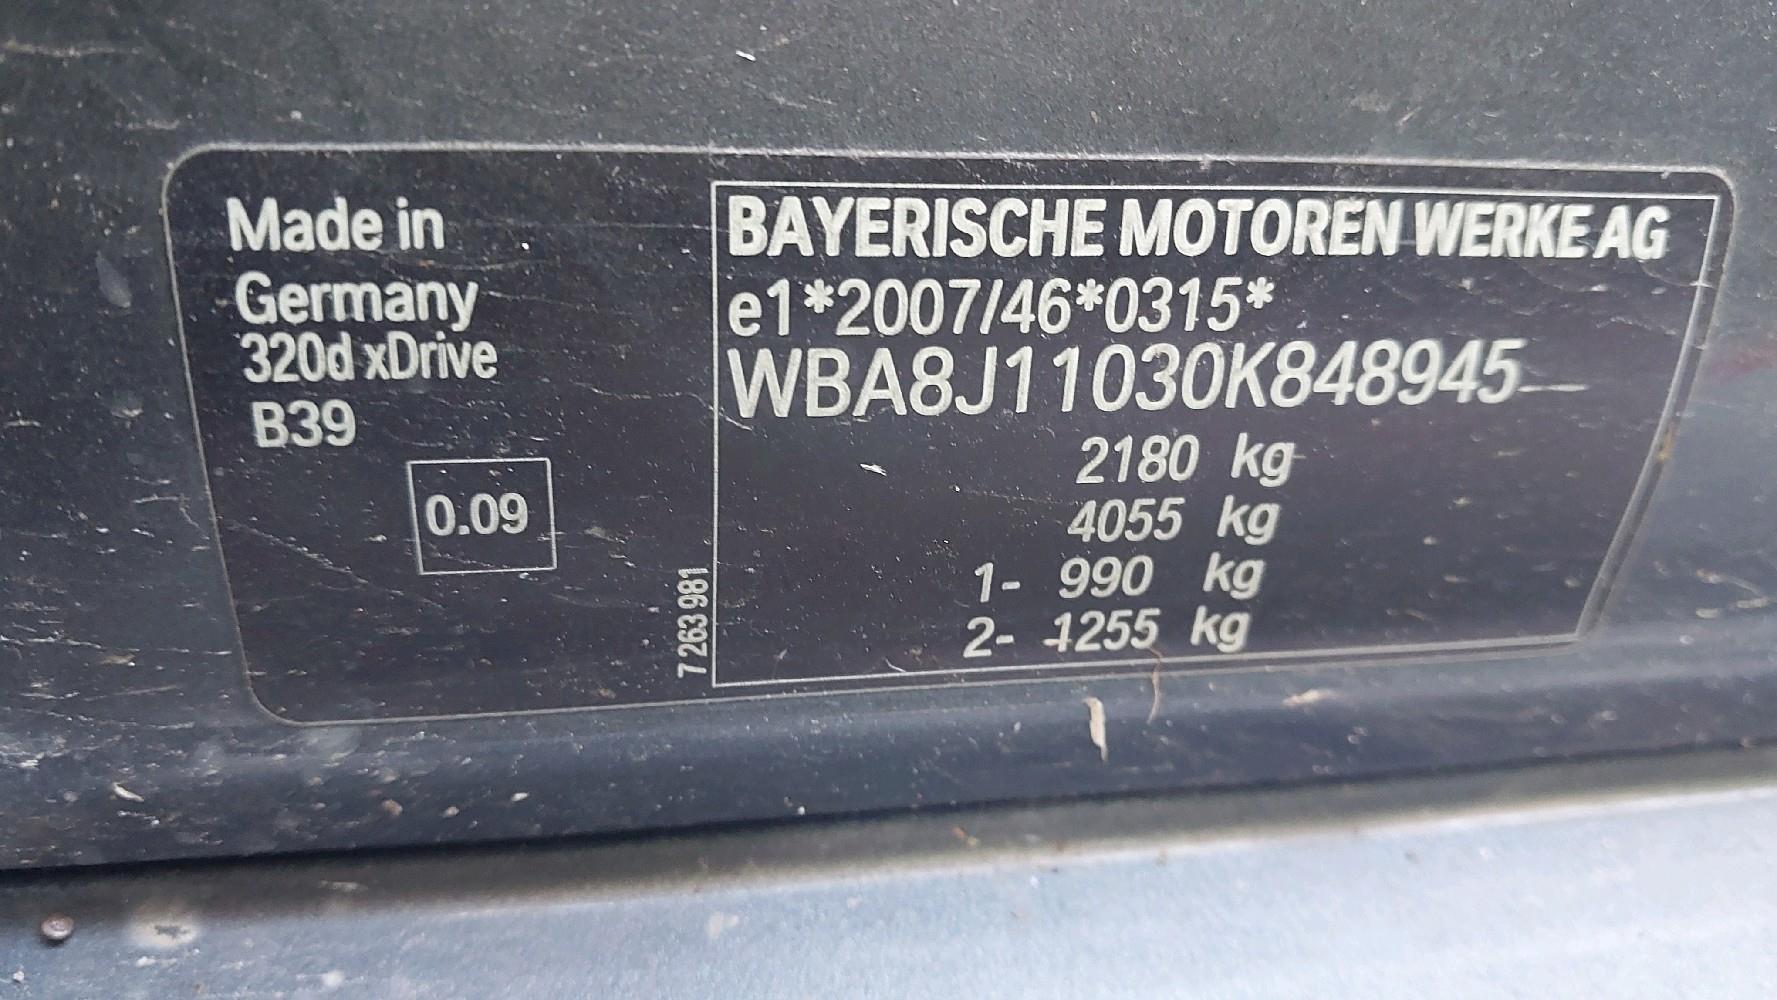 Made in
Germany
320d xDrive
B39
0.09
7 263 981
BAYERISCHE MOTOREN WERKE AG
e1*2007/46*0315*
WBA8J11030K848945
2180 kg
4055 kg
1- 990 kg
2- 1255 kg